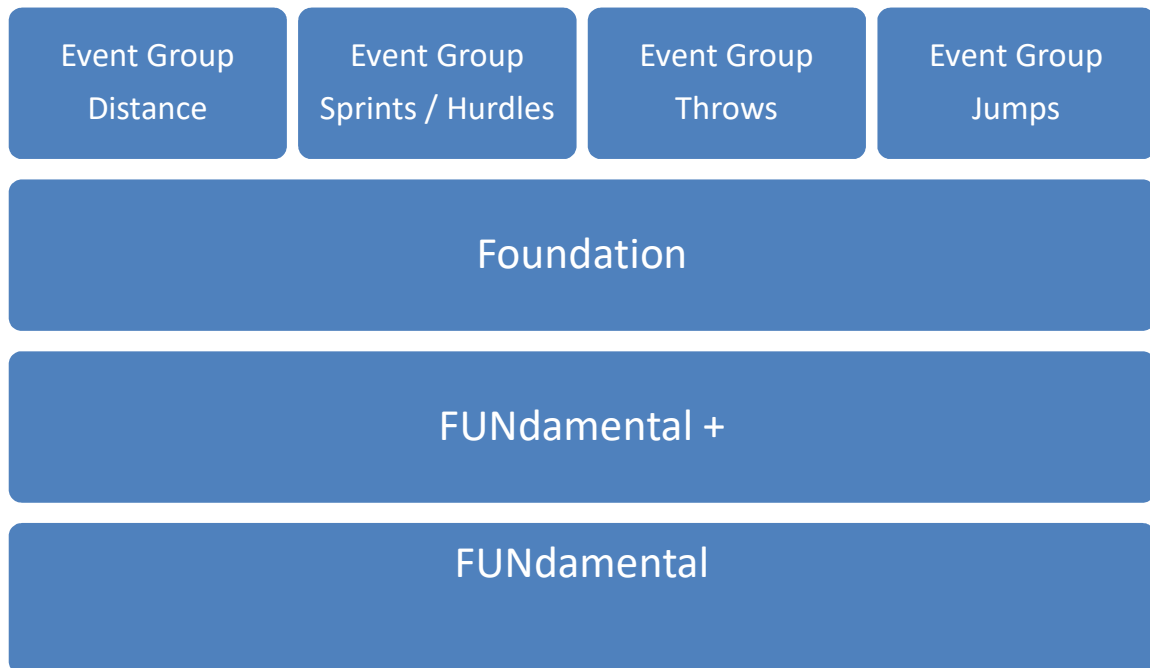 Event Group
Distance
Event Group
Sprints / Hurdles
Event Group
Throws
Event Group
Jumps
Foundation
FUNdamental +
FUNdamental